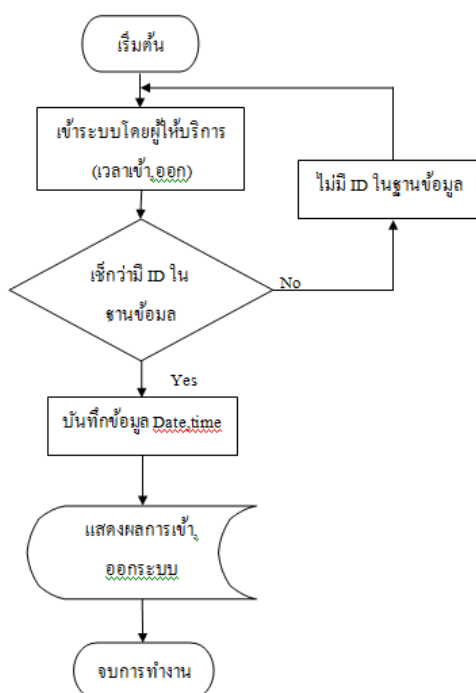 เริ่มต้น
เข้าระบบโดยผู้ให้บริการ
(เวลาเข้า,ออก)
ไม่มี ID ในฐานข้อมูล
เช็กว่ามี ID ใน
ฐานข้อมล
No
Yes
บันทึกข้อมูล Date,time
แสดงผลการเข้า,
ออกระบบ
จบการทำงาน